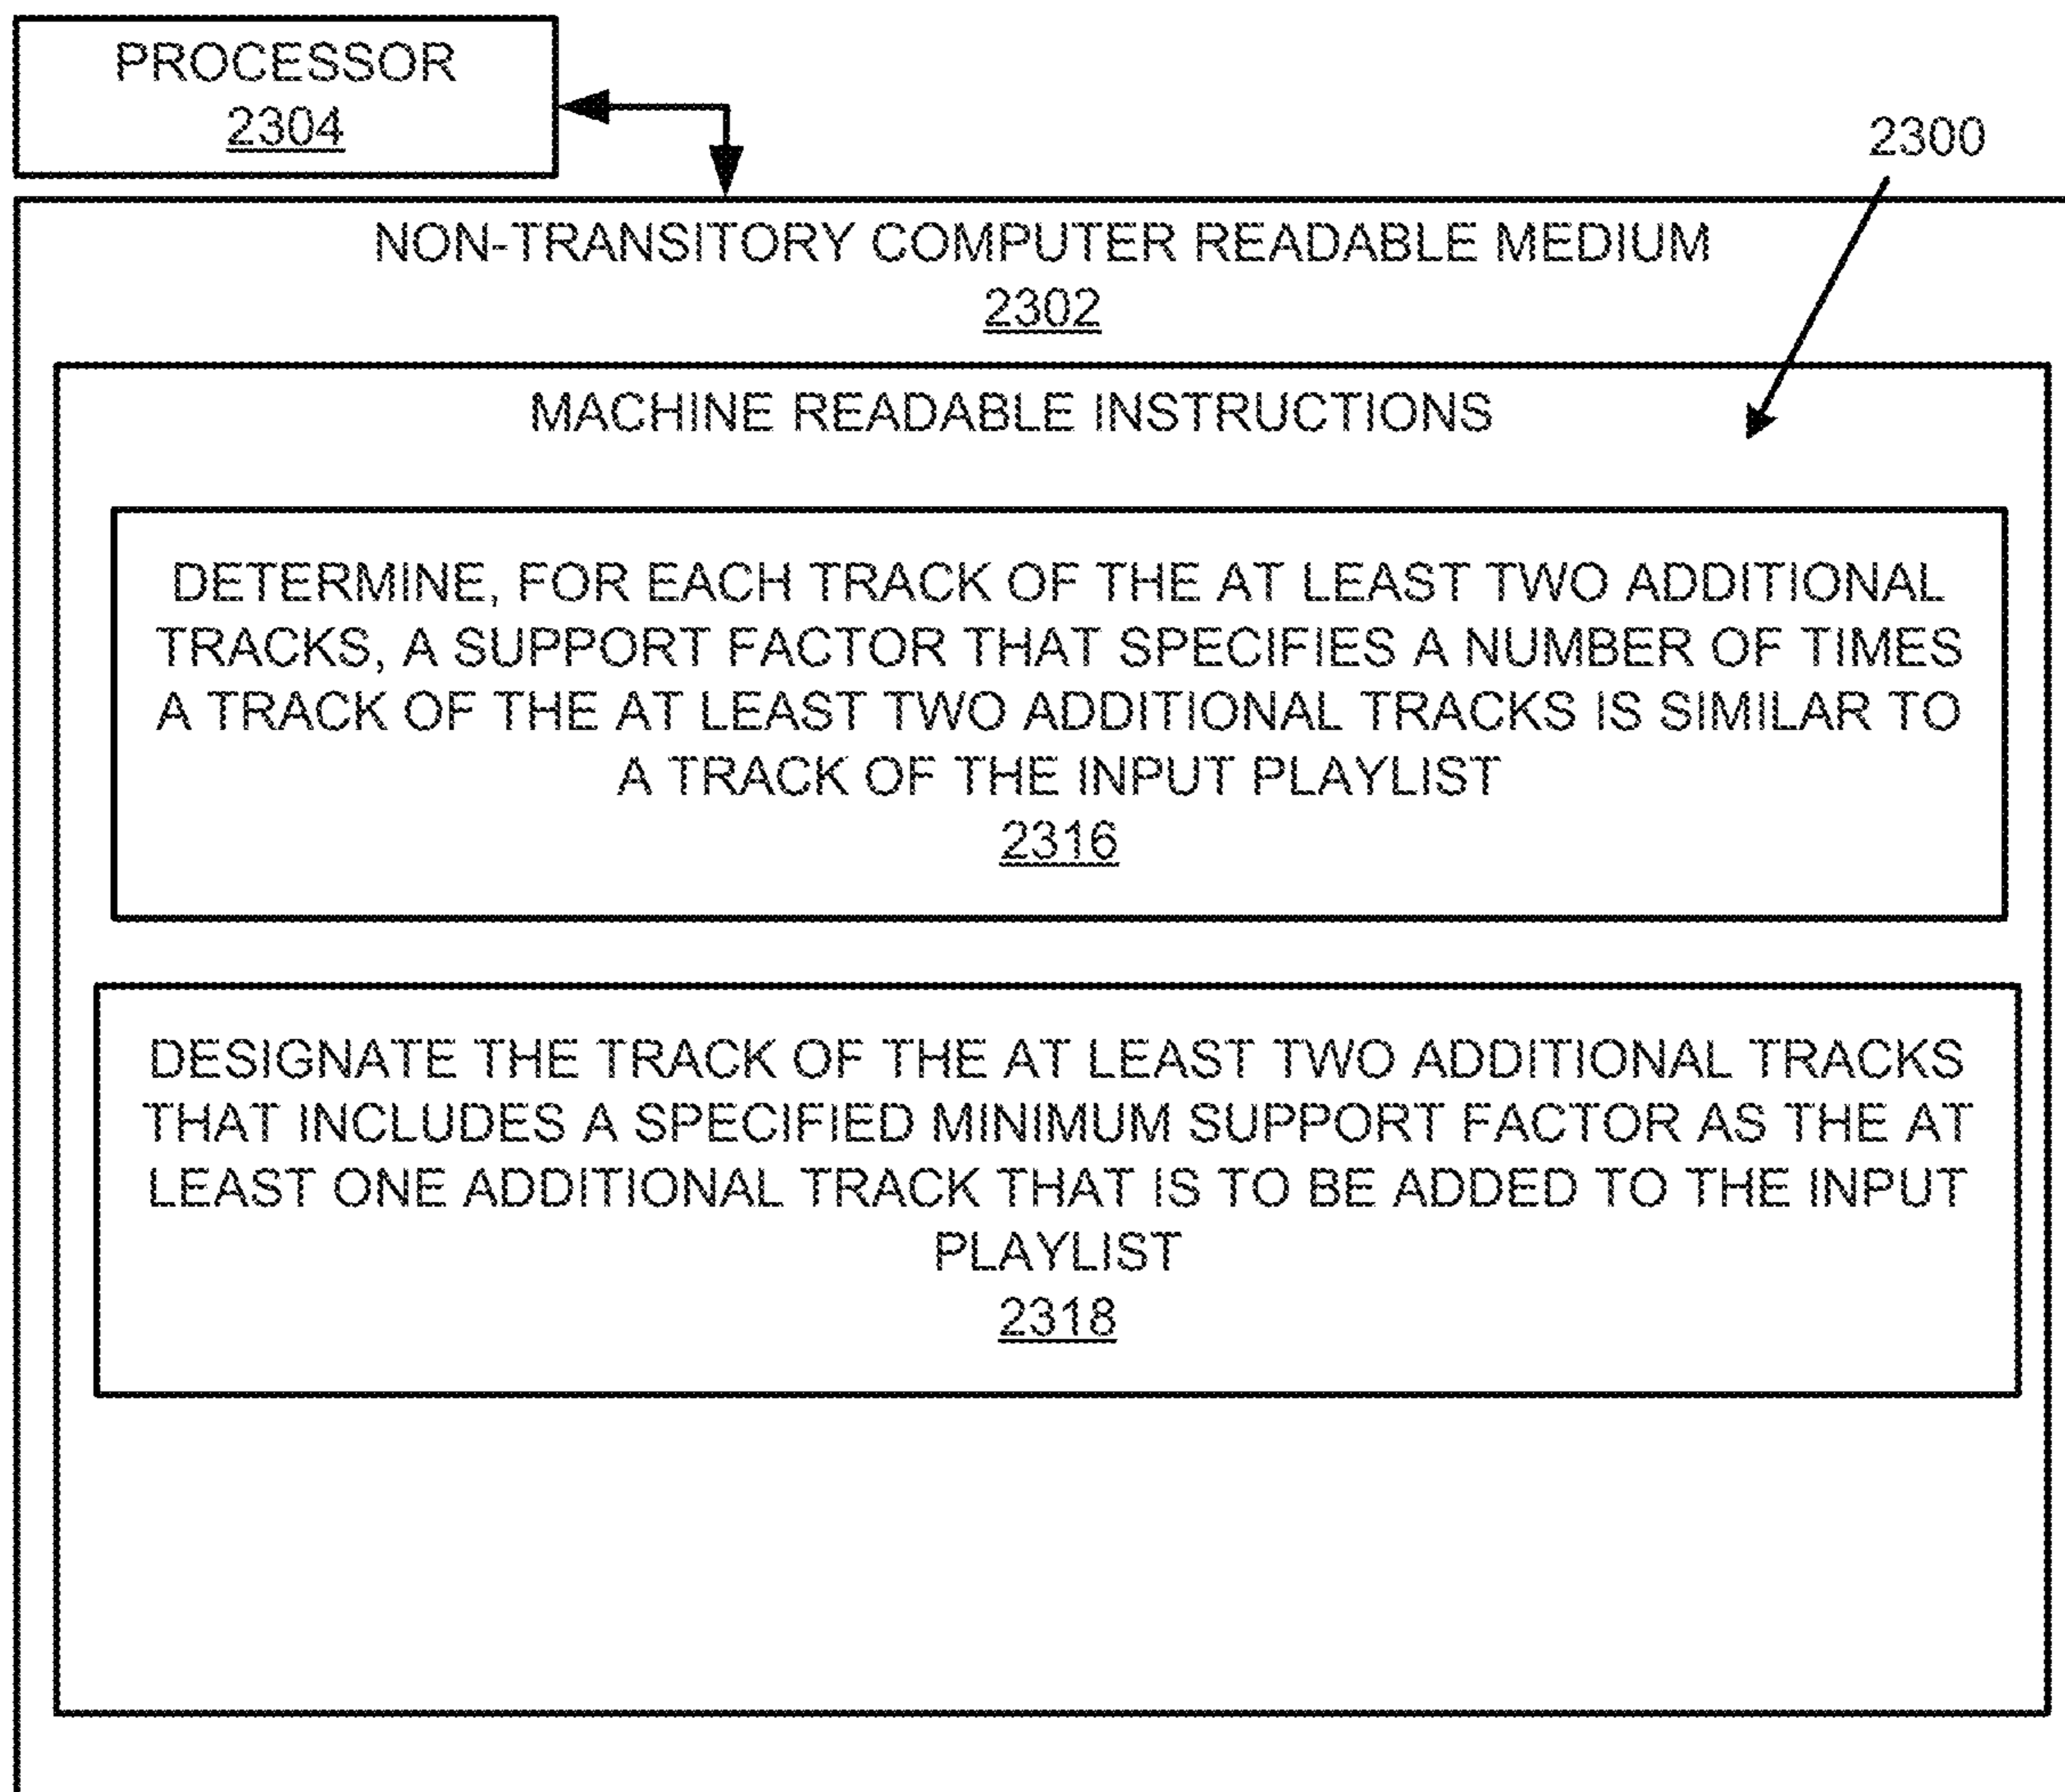 PROCESSOR
2304
2300
NON-TRANSITORY COMPUTER READABLE MEDIUM
2302
MACHINE READABLE INSTRUCTIONS
DETERMINE, FOR EACH TRACK OF THE AT LEAST TWO ADDITIONAL
TRACKS, A SUPPORT FACTOR THAT SPECIFIES A NUMBER OF TIMES
A TRACK OF THE AT LEAST TWO ADDITIONAL TRACKS IS SIMILAR TO
A TRACK OF THE INPUT PLAYLIST
2316
DESIGNATE THE TRACK OF THE AT LEAST TWO ADDITIONAL TRACKS
THAT INCLUDES A SPECIFIED MINIMUM SUPPORT FACTOR AS THE AT
LEAST ONE ADDITIONAL TRACK THAT IS TO BE ADDED TO THE INPUT
PLAYLIST
2318